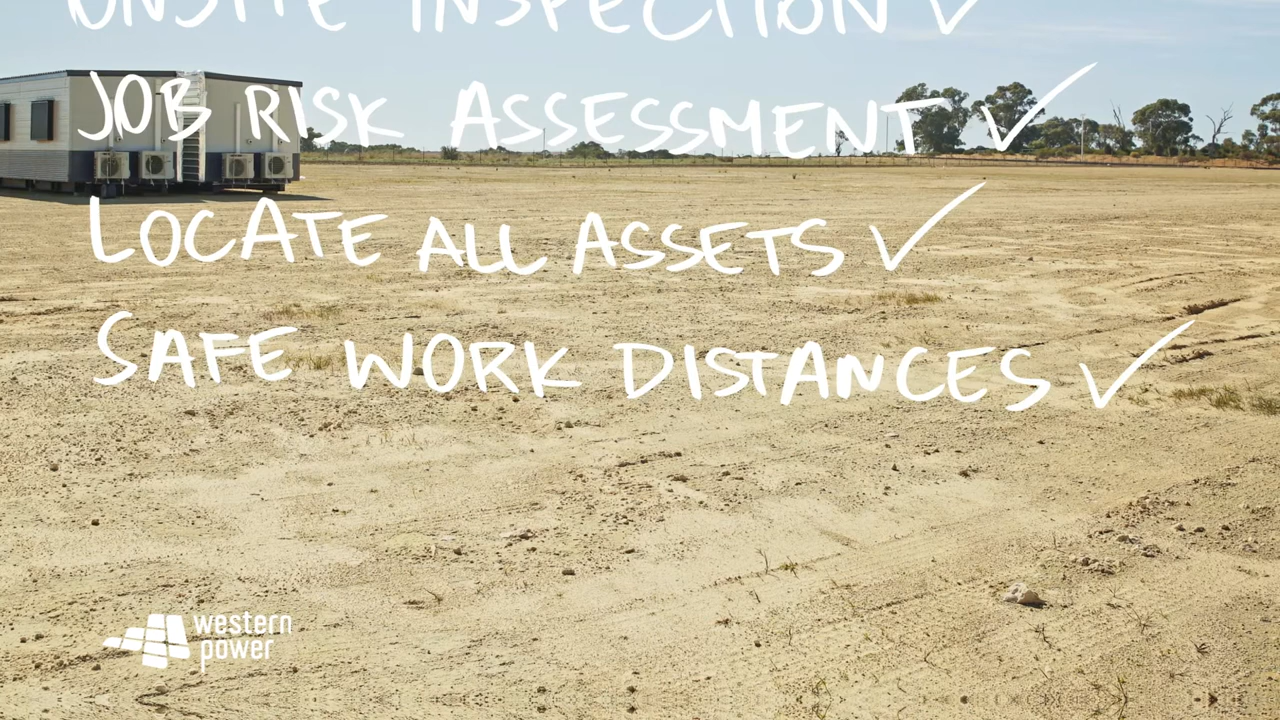 ONSITE INSPECTION ✓
JOB RISK ASSESSMENT ✓
LOCATE ALL ASSETS ✓
SAFE WORK DISTANCES ✓
western
power